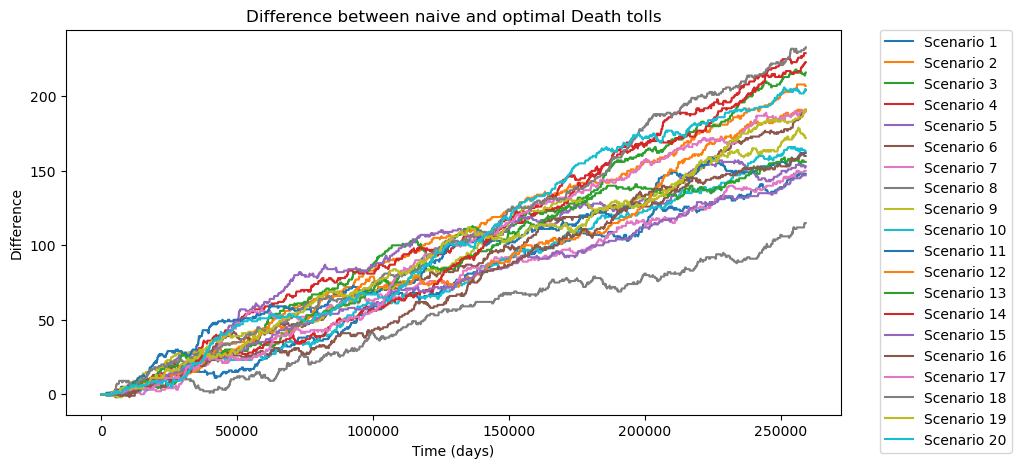 Difference between naive and optimal Death tolls
Difference
200
150
100
50
0
0 50000 100000 150000 200000 250000
Time (days)
Scenario 1
Scenario 2
Scenario 3
Scenario 4
Scenario 5
Scenario 6
Scenario 7
Scenario 8
Scenario 9
Scenario 10
Scenario 11
Scenario 12
Scenario 13
Scenario 14
Scenario 15
Scenario 16
Scenario 17
Scenario 18
Scenario 19
Scenario 20